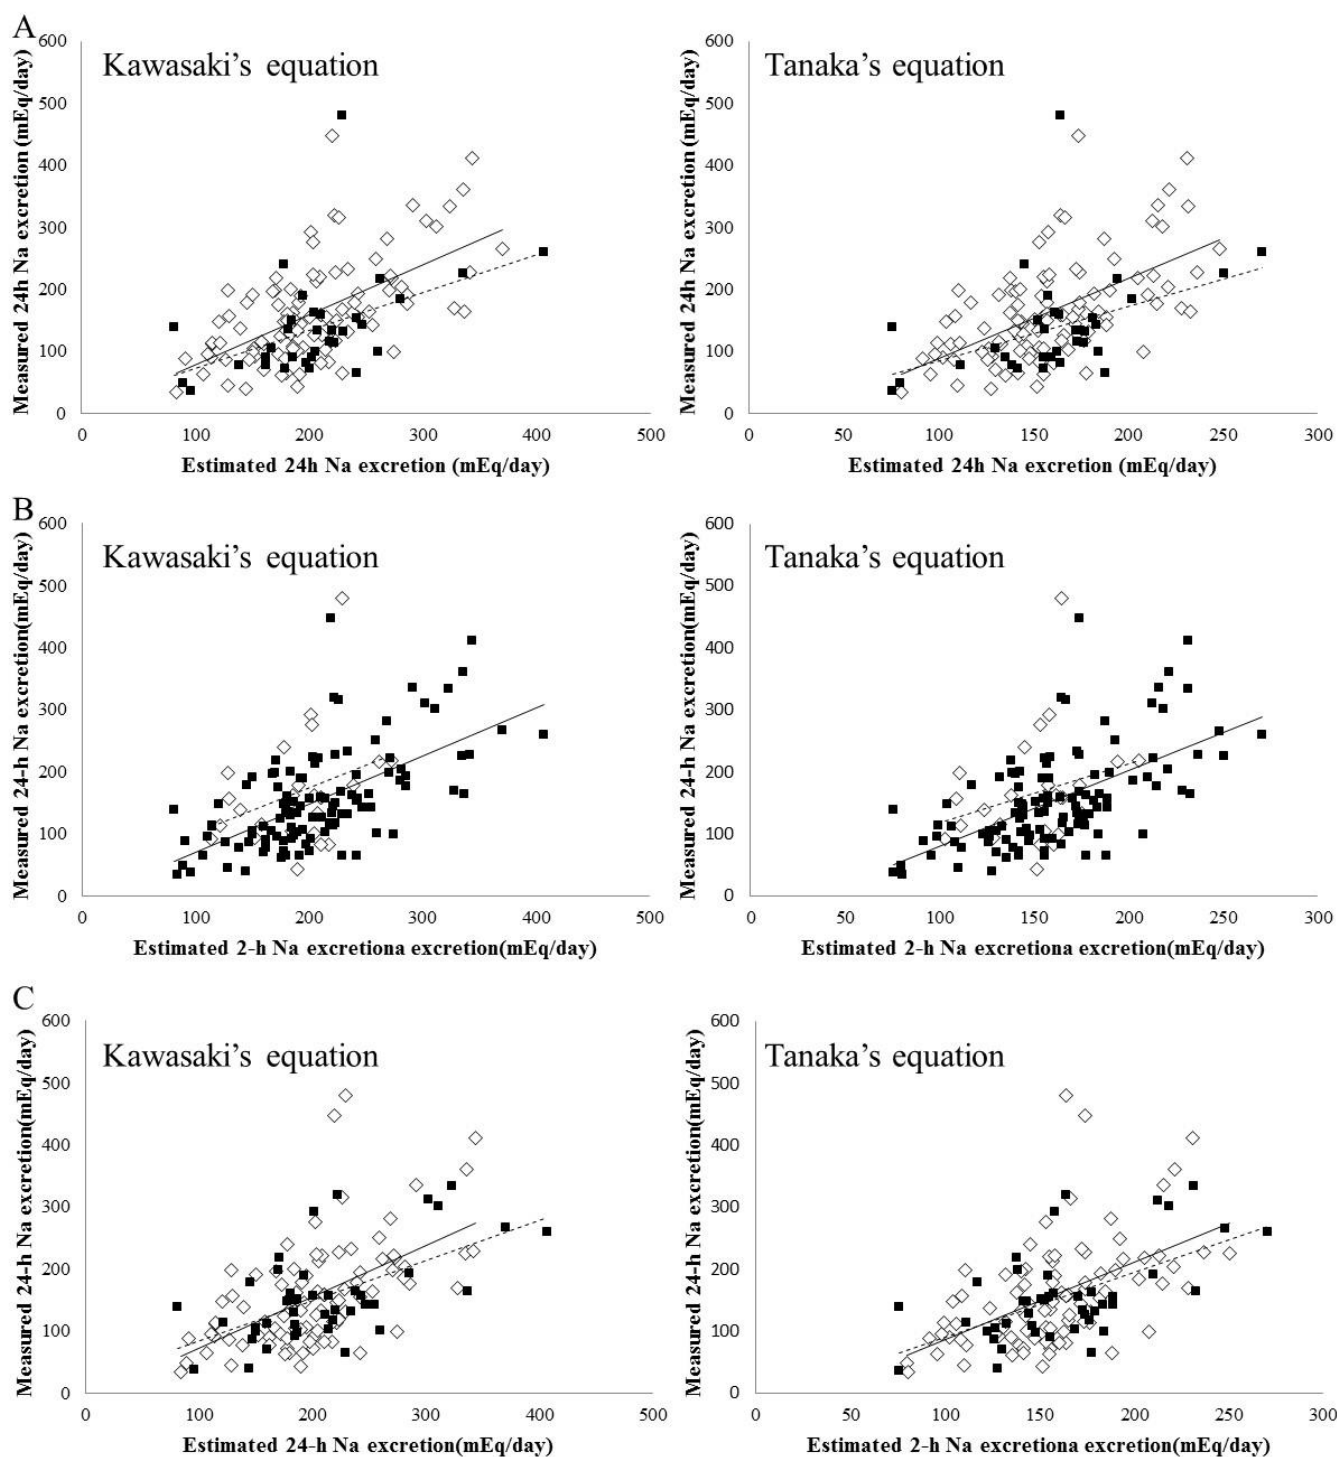 A
Kawasaki's equation
Measured 24h Na excretion (mEq/day)
600
500
400
300
200
100
0
0 100 200 300 400 500
Estimated 24h Na excretion (mEq/day)
Tanaka's equation
Measured 24h Na excretion (mEq/day)
600
500
400
300
200
100
0
0 50 100 150 200 250 300
Estimated 24h Na excretion (mEq/day)
B
Kawasaki's equation
Measured 24-h Na excretion(mEq/day)
600
500
400
300
200
100
0
0 100 200 300 400 500
Estimated 2-h Na excretiona excretion(mEq/day)
Tanaka's equation
Measured 24-h Na excretion(mEq/day)
600
500
400
300
200
100
0
0 50 100 150 200 250 300
Estimated 2-h Na excretiona excretion(mEq/day)
C
Kawasaki's equation
Measured 24-h Na excretion(mEq/day)
600
500
400
300
200
100
0
0 100 200 300 400 500
Estimated 24-h Na excretion(mEq/day)
Tanaka's equation
Measured 24-h Na excretion(mEq/day)
600
500
400
300
200
100
0
0 50 100 150 200 250 300
Estimated 2-h Na excretiona excretion(mEq/day)